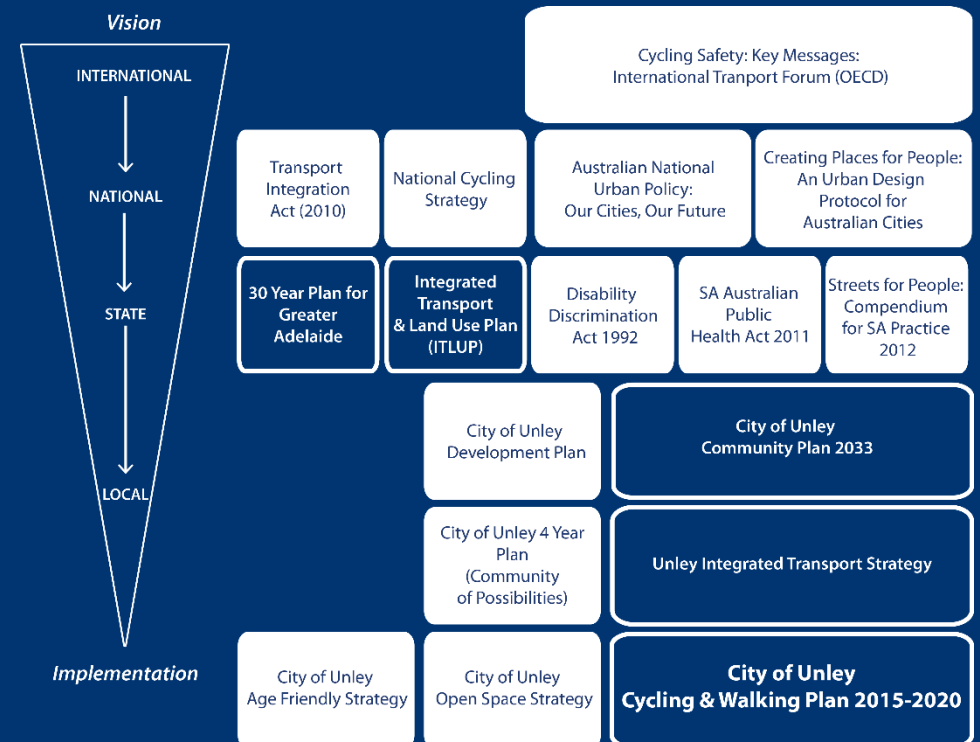 Vision
INTERNATIONAL
NATIONAL
STATE
LOCAL
Implementation
Cycling Safety: Key Messages:
International Tranport Forum (OECD)
Transport
Integration
Act (2010)
National Cycling
Strategy
Australian National
Urban Policy:
Our Cities, Our Future
Creating Places for People:
An Urban Design
Protocol for
Australian Cities
30 Year Plan for
Greater
Adelaide
Integrated
Transport
& Land Use Plan
(ITLUP)
Disability
Discrimination
Act 1992
SA Australian
Public
Health Act 2011
Streets for People:
Compendium
for SA Practice
2012
City of Unley
Development Plan
City of Unley
Community Plan 2033
City of Unley 4 Year
Plan
(Community
of Possibilities)
Unley Integrated Transport Strategy
City of Unley
Age Friendly Strategy
City of Unley
Open Space Strategy
City of Unley
Cycling & Walking Plan 2015-2020